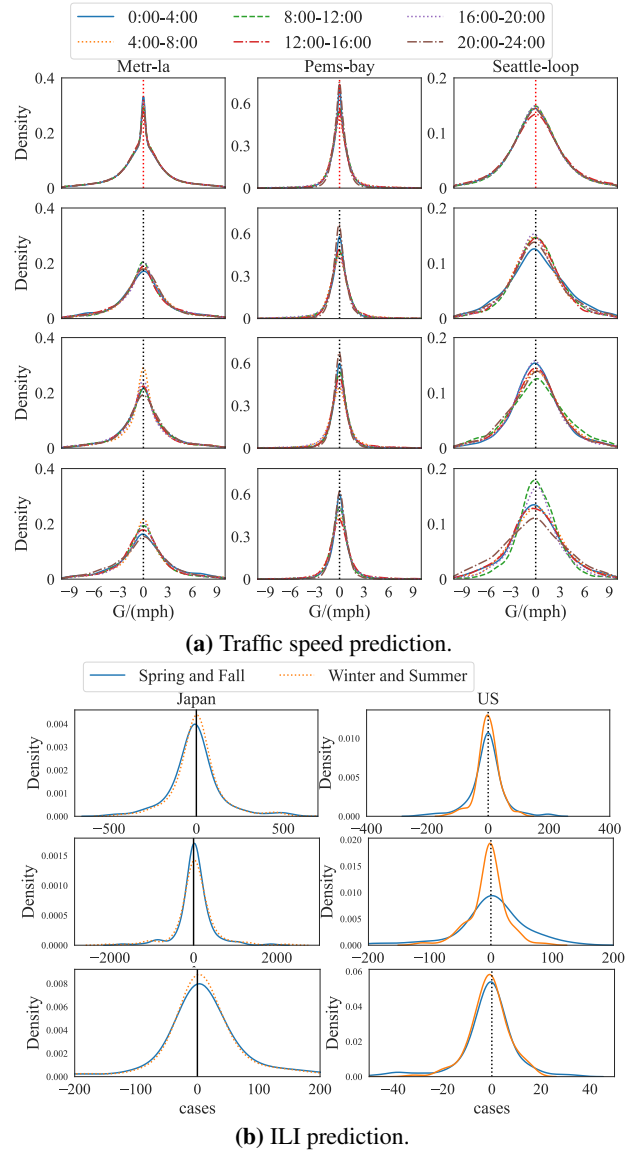 0:00-4:00 8:00-12:00 16:00-20:00
4:00-8:00 12:00-16:00 20:00-24:00
Metr-la Pems-bay Seattle-loop
Density
0.4 0.2 0
0.6 0.3 0
0.2 0.1 0
Density
0.4 0.2 0
0.6 0.3 0
0.2 0.1 0
Density
0.4 0.2 0
0.6 0.3 0
0.2 0.1 0
Density
0.4 0.2 0
0.6 0.3 0
0.2 0.1 0
−9 −6 −3 0 3 6 9 −9 −6 −3 0 3 6 9 −9 −6 −3 0 3 6 9
G/(mph) G/(mph) G/(mph)
(a) Traffic speed prediction.
Spring and Fall Winter and Summer
Japan US
Density
0.004 0.003 0.002 0.001 0.000
−500 0 500
Density
0.010 0.005 0.000
−400 −200 0 200 400
Density
0.0015 0.0010 0.0005 0.0000
−2000 0 2000
Density
0.020 0.015 0.010 0.005 0.000
−200 −100 0 100 200
Density
0.008 0.006 0.004 0.002 0.000
−200 −100 0 100 200
cases
Density
0.06 0.04 0.02 0.00
−40 −20 0 20 40
cases
(b) ILI prediction.